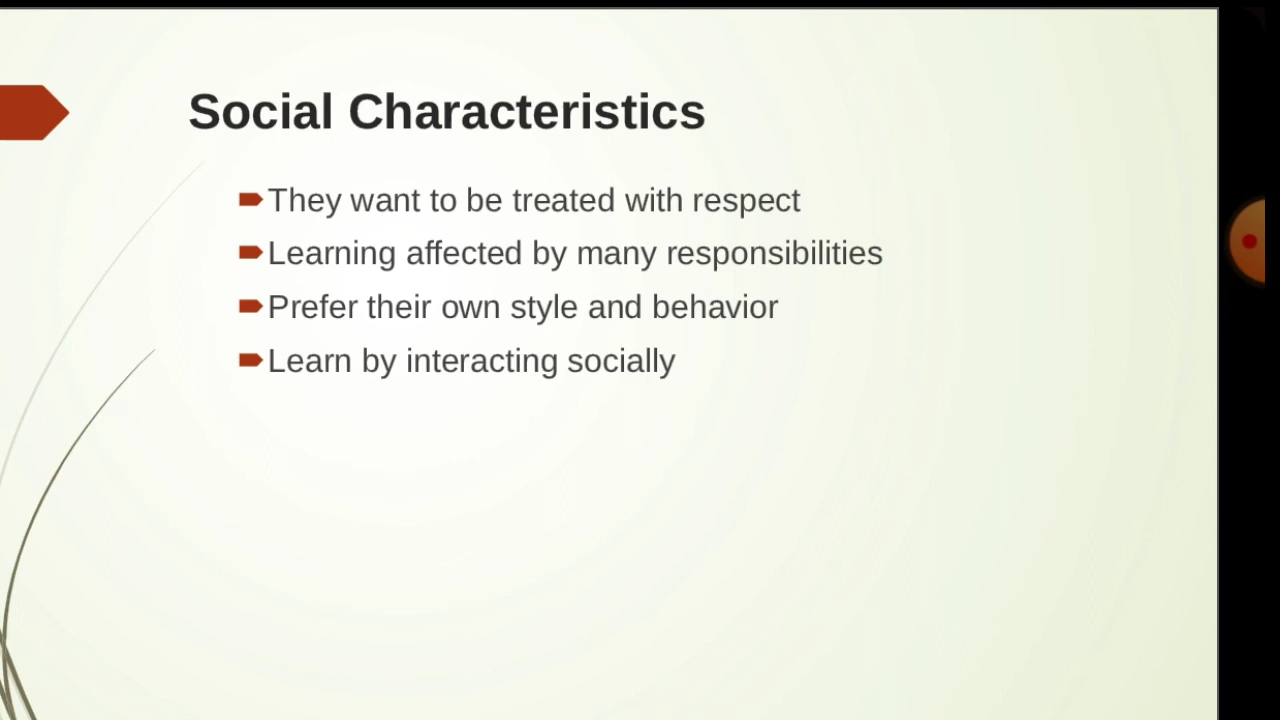 Social Characteristics
They want to be treated with respect
Learning affected by many responsibilities
Prefer their own style and behavior
Learn by interacting socially